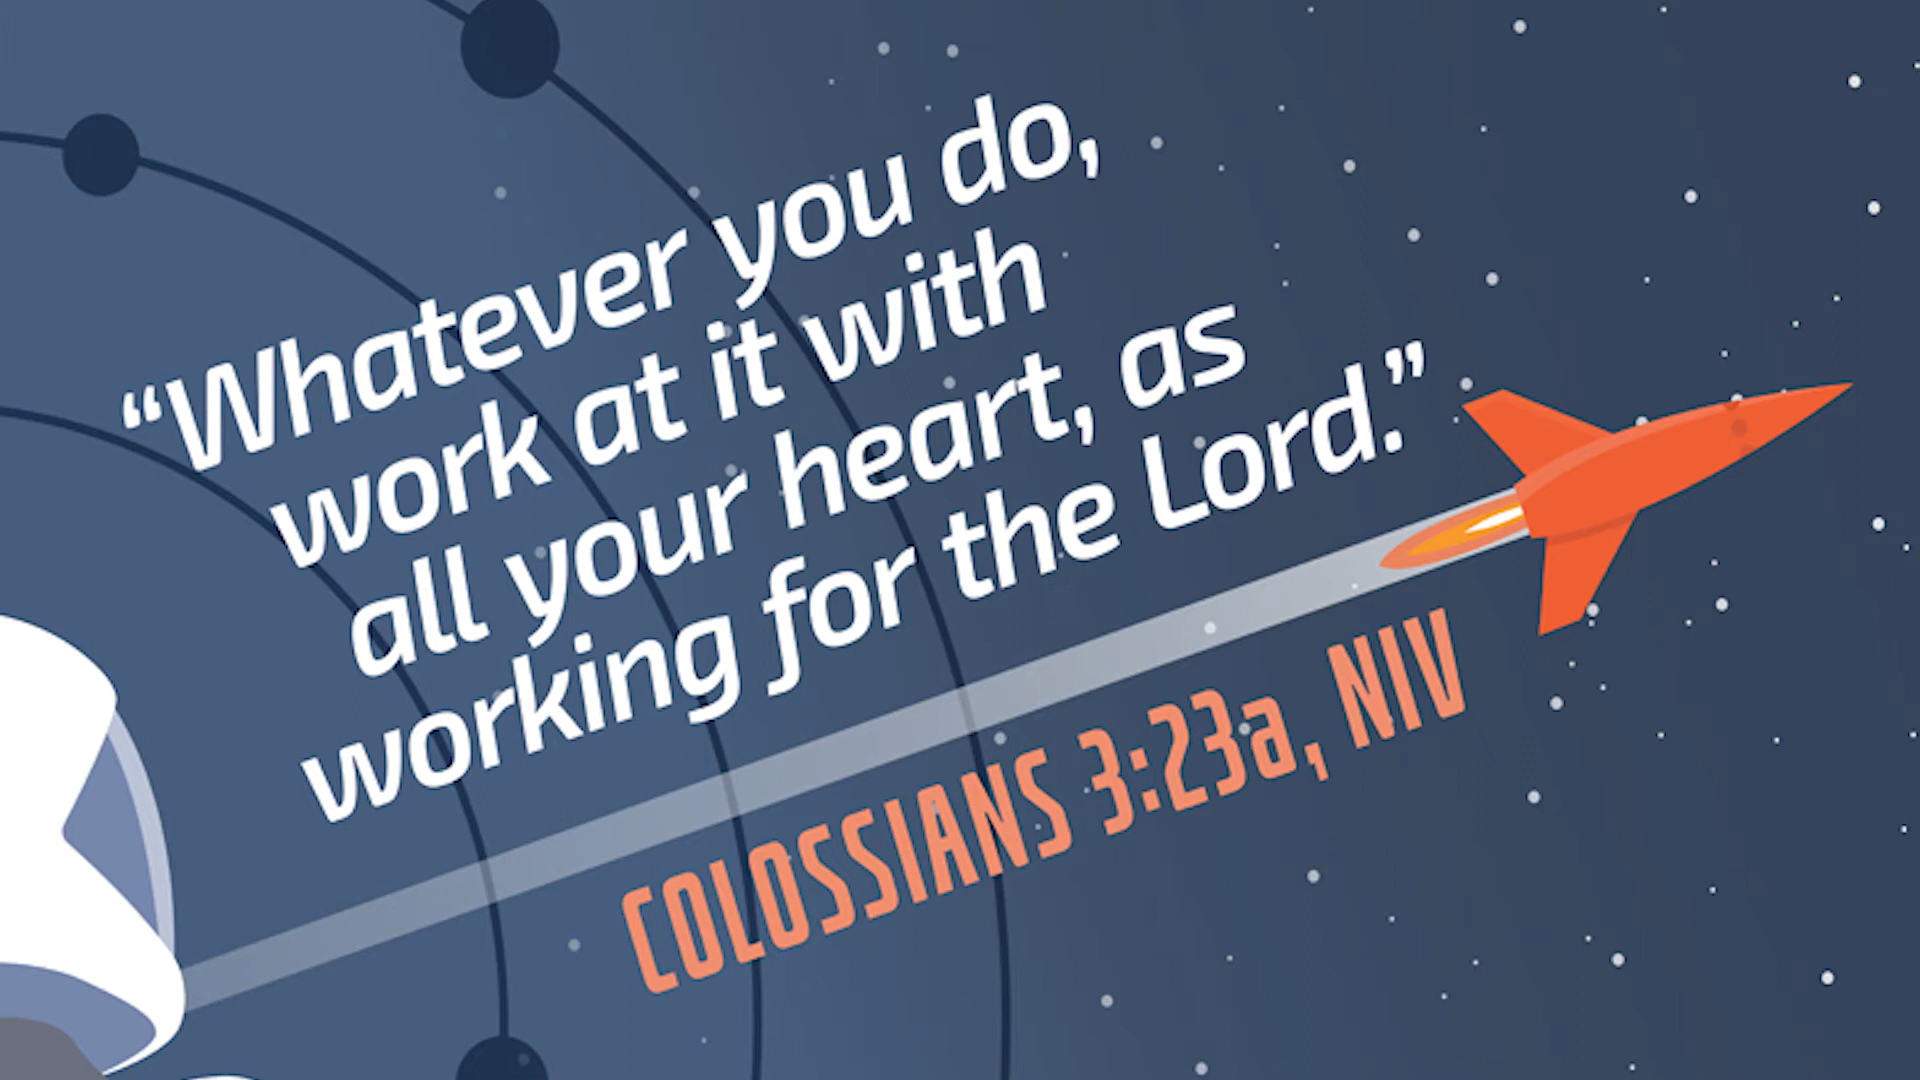 “Whatever you do,
work at it with
all your heart, as
working for the Lord.”
COLOSSIANS 3:23a, NIV